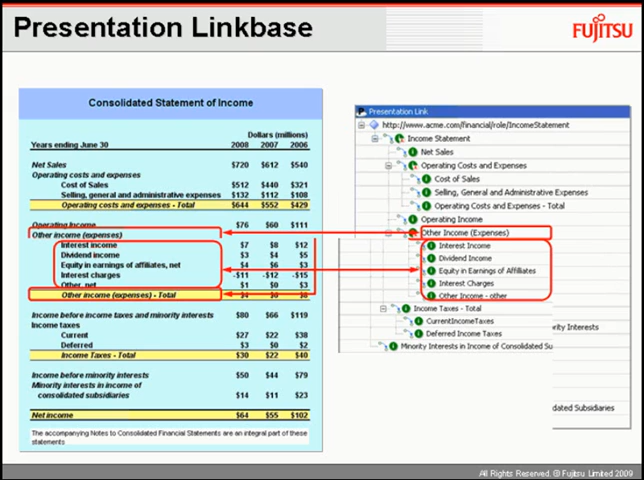 Presentation Linkbase
FUJITSU
Consolidated Statement of Income
Dollars (millions)
Years ending June 30 2008 2007 2006
Net Sales $720 $612 $540
Operating costs and expenses
Cost of Sales $512 $440 $321
Selling, general and administrative expenses $132 $112 $108
Operating costs and expenses - Total $644 $552 $429
Operating Income $76 $60 $111
Other income (expenses)
Interest income $7 $8 $12
Dividend income $3 $4 $5
Equity in earnings of affiliates, net $4 $6 $3
Interest charges -$11 -$12 -$15
Other, net $1 $0 $3
Other income (expenses) - Total
Income before income taxes and minority interests $80 $66 $119
Income taxes
Current $27 $22 $38
Deferred $3 $0 $2
Income Taxes - Total $30 $22 $40
Income before minority interests $50 $44 $79
Minority interests in income of
consolidated subsidiaries $14 $11 $23
Net income $64 $55 $102
The accompanying Notes to Consolidated Financial Statements are an integral part of these
statements
Presentation Link
http://www.acme.com/financial/role/IncomeStatement
Income Statement
Net Sales
Operating Costs and Expenses
Cost of Sales
Selling, General and Administrative Expenses
Operating Costs and Expenses - Total
Operating Income
Other Income (Expenses)
Interest Income
Dividend Income
Equity in Earnings of Affiliates
Interest Charges
Other Income - other
Income Taxes - Total
CurrentIncomeTaxes
Deferred Income Taxes
Minority Interests in Income of Consolidated Su
ority Interests
dated Subsidiaries
All Rights Reserved. © Fujitsu Limited 2009